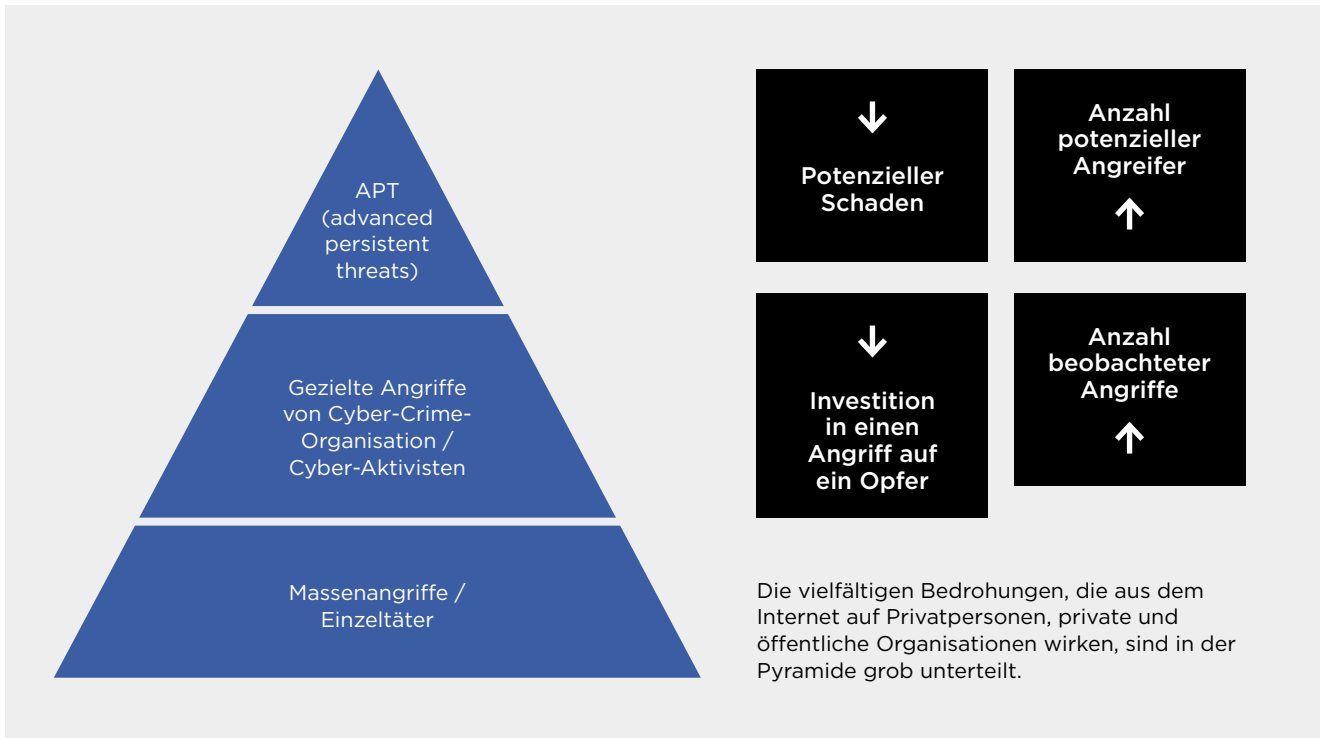 APT
(advanced
persistent
threats)
Gezielte Angriffe
von Cyber-Crime-
Organisation /
Cyber-Aktivisten
Massenangriffe /
Einzeltäter
Potenzieller
Schaden
Anzahl
potenzieller
Angreifer
Investition
in einen
Angriff auf
ein Opfer
Anzahl
beobachteter
Angriffe
Die vielfältigen Bedrohungen, die aus dem
Internet auf Privatpersonen, private und
öffentliche Organisationen wirken, sind in der
Pyramide grob unterteilt.